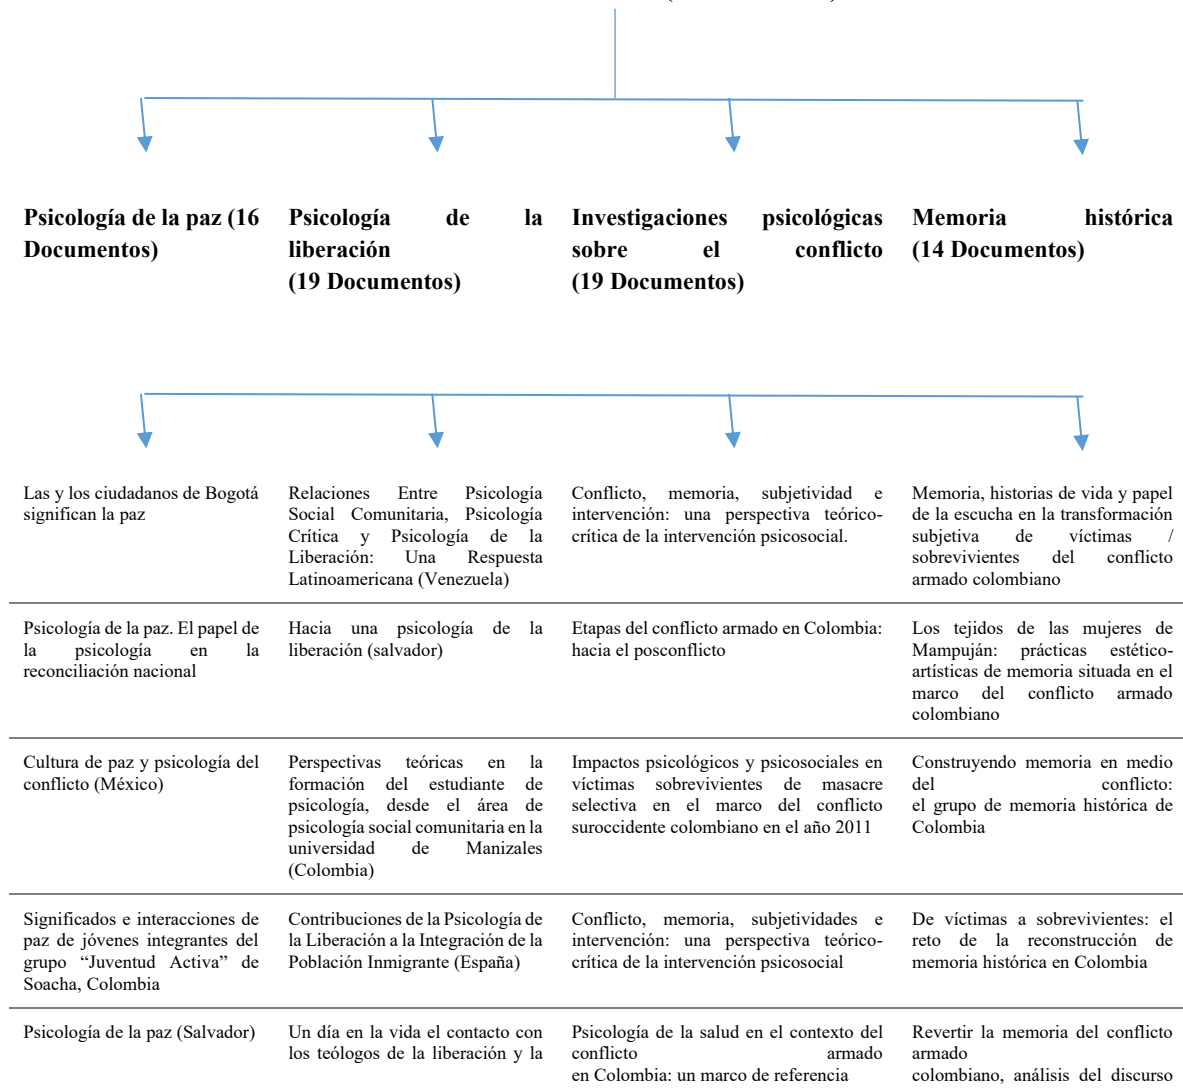 Psicología de la paz (16
Documentos)
Psicología de la
liberación
(19 Documentos)
Investigaciones psicológicas
sobre el conflicto
(19 Documentos)
Memoria histórica
(14 Documentos)
Las y los ciudadanos de Bogotá
significan la paz
Relaciones Entre Psicología
Social Comunitaria, Psicología
Crítica y Psicología de la
Liberación: Una Respuesta
Latinoamericana (Venezuela)
Conflicto, memoria, subjetividad e
intervención: una perspectiva teórico-
crítica de la intervención psicosocial.
Memoria, historias de vida y papel
de la escucha en la transformación
subjetiva de víctimas /
sobrevivientes del conflicto
armado colombiano
Psicología de la paz. El papel de
la psicología en la
reconciliación nacional
Hacia una psicología de la
liberación (salvador)
Etapas del conflicto armado en Colombia:
hacia el posconflicto
Los tejidos de las mujeres de
Mampuján: prácticas estético-
artísticas de memoria situada en el
marco del conflicto armado
colombiano
Cultura de paz y psicología del
conflicto (México)
Perspectivas teóricas en la
formación del estudiante de
psicología, desde el área de
psicología social comunitaria en la
universidad de Manizales
(Colombia)
Impactos psicológicos y psicosociales en
víctimas sobrevivientes de masacre
selectiva en el marco del conflicto
suroccidente colombiano en el año 2011
Construyendo memoria en medio
del conflicto:
el grupo de memoria histórica de
Colombia
Significados e interacciones de
paz de jóvenes integrantes del
grupo “Juventud Activa” de
Soacha, Colombia
Contribuciones de la Psicología de
la Liberación a la Integración de la
Población Inmigrante (España)
Conflicto, memoria, subjetividades e
intervención: una perspectiva teórico-
crítica de la intervención psicosocial
De víctimas a sobrevivientes: el
reto de la reconstrucción de
memoria histórica en Colombia
Psicología de la paz (Salvador)
Un día en la vida el contacto con
los teólogos de la liberación y la
Psicología de la salud en el contexto del
conflicto armado
en Colombia: un marco de referencia
Revertir la memoria del conflicto
armado
colombiano, análisis del discurso